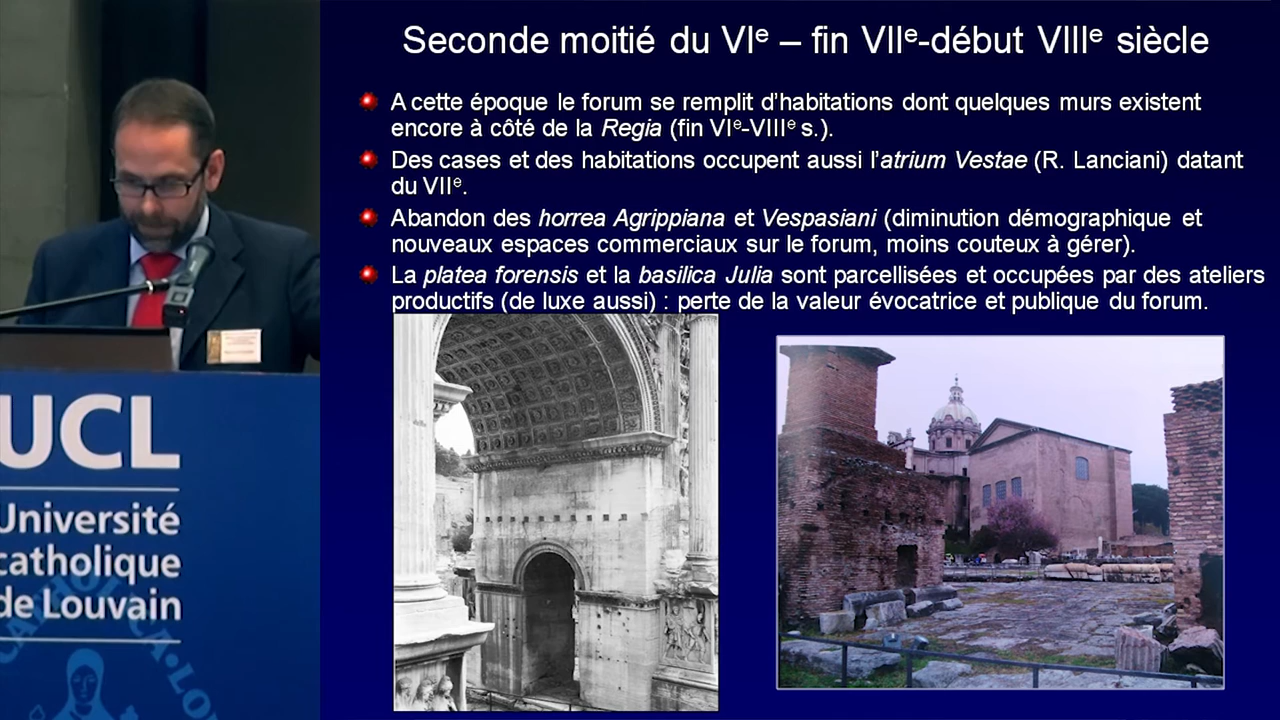 Seconde moitié du VIe – fin VIIe-début VIIIe siècle
A cette époque le forum se remplit d’habitations dont quelques murs existent
encore à côté de la Regia (fin VIe-VIIIe s.).
Des cases et des habitations occupent aussi l’atrium Vestae (R. Lanciani) datant
du VIIe.
Abandon des horrea Agrippiana et Vespasiani (diminution démographique et
nouveaux espaces commerciaux sur le forum, moins couteux à gérer).
La platea forensis et la basilica Julia sont parcellisées et occupées par des ateliers
productifs (de luxe aussi) : perte de la valeur évocatrice et publique du forum.
UCL
Université
catholique
de Louvain